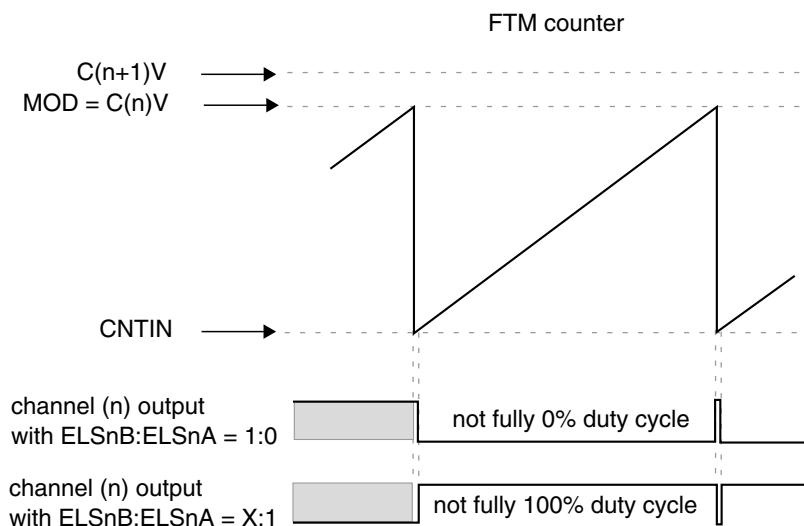 FTM counter
C(n+1)V
MOD = C(n)V
CNTIN
channel (n) output
with ELSnB:ELSnA = 1:0
not fully 0% duty cycle
channel (n) output
with ELSnB:ELSnA = X:1
not fully 100% duty cycle